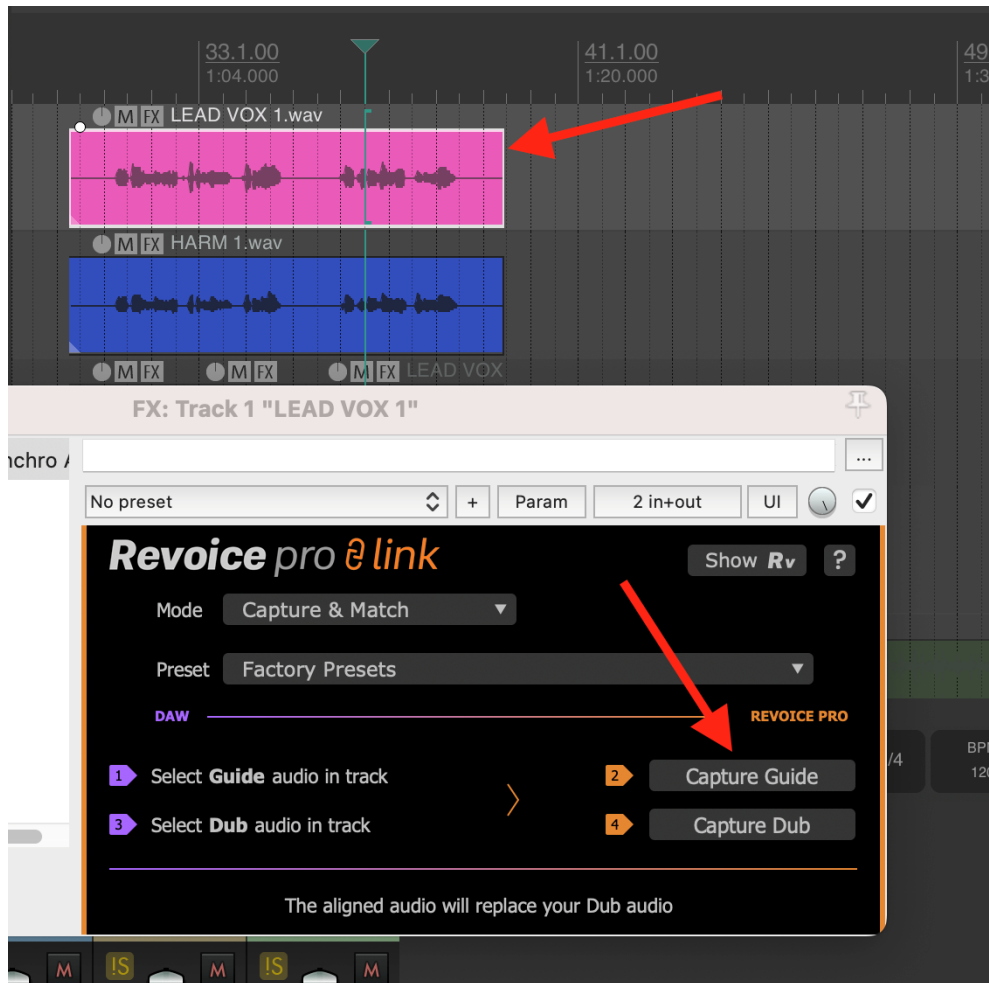 33.1.00
1:04.000
41.1.00
1:20.000
49
1:3
M FX LEAD VOX 1.wav
M FX HARM 1.wav
M FX M FX M FX LEAD VOX
FX: Track 1 "LEAD VOX 1"
nchro
...
No preset
+
Param
2 in+out
UI
Revoice pro link
Show Rv
?
Mode
Capture & Match
Preset
Factory Presets
DAW
REVOICE PRO
1 Select Guide audio in track
2 Capture Guide
3 Select Dub audio in track
4 Capture Dub
The aligned audio will replace your Dub audio
/4
BPM
120
M !S M !S M